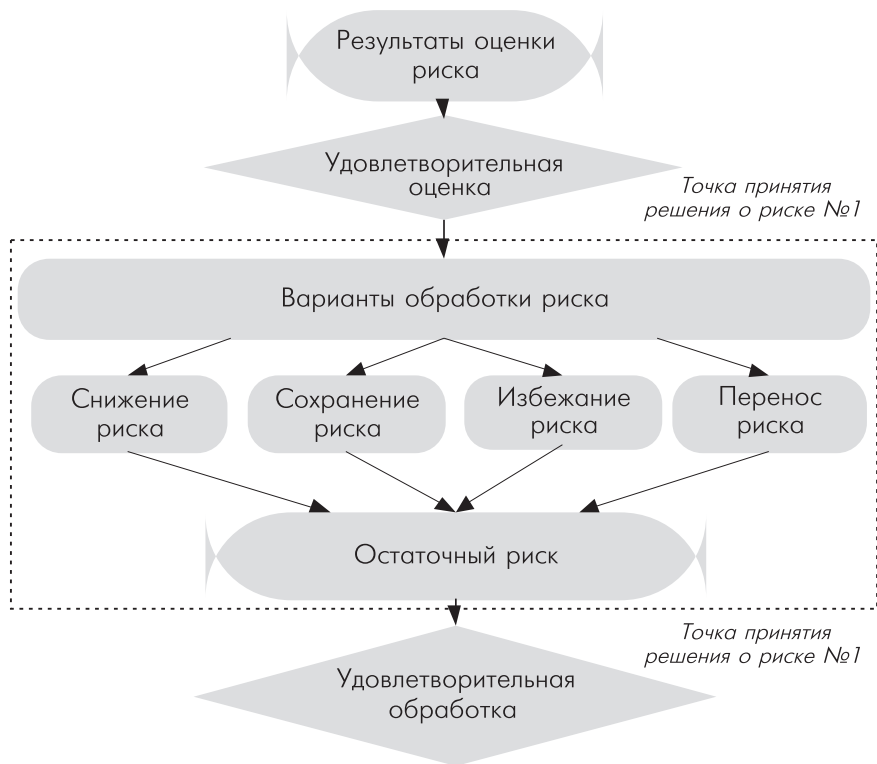 Результаты оценки
риска
Удовлетворительная
оценка
Точка принятия
решения о риске №1
Варианты обработки риска
Снижение
риска
Сохранение
риска
Избежание
риска
Перенос
риска
Остаточный риск
Точка принятия
решения о риске №1
Удовлетворительная
обработка